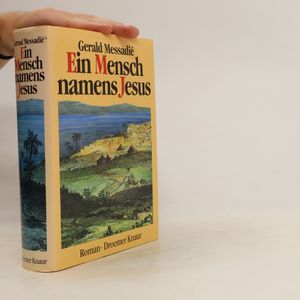 Gerald Messadié
Ein Mensch
namens Jesus
Roman · Droemer Knaur
Gerald Messadié
Ein Mensch
namens
Jesus
Droemer Knaur